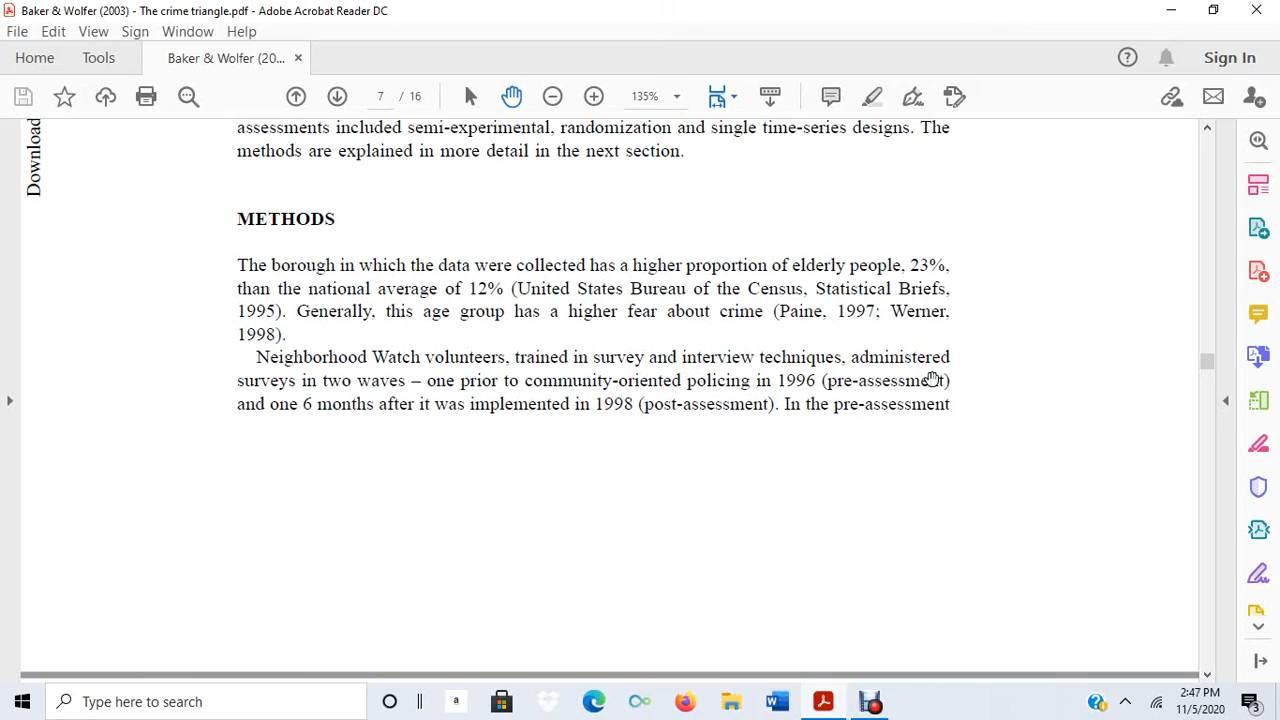 Baker & Wolfer (2003) - The crime triangle.pdf - Adobe Acrobat Reader DC
File Edit View Sign Window Help
Home Tools Baker & Wolfer (20... × Sign In
7 / 16 135%
Download
assessments included semi-experimental, randomization and single time-series designs. The
methods are explained in more detail in the next section.
METHODS
The borough in which the data were collected has a higher proportion of elderly people, 23%,
than the national average of 12% (United States Bureau of the Census, Statistical Briefs,
1995). Generally, this age group has a higher fear about crime (Paine, 1997; Werner,
1998).
Neighborhood Watch volunteers, trained in survey and interview techniques, administered
surveys in two waves – one prior to community-oriented policing in 1996 (pre-assessment)
and one 6 months after it was implemented in 1998 (post-assessment). In the pre-assessment
Type here to search
a
2:47 PM
11/5/2020
3